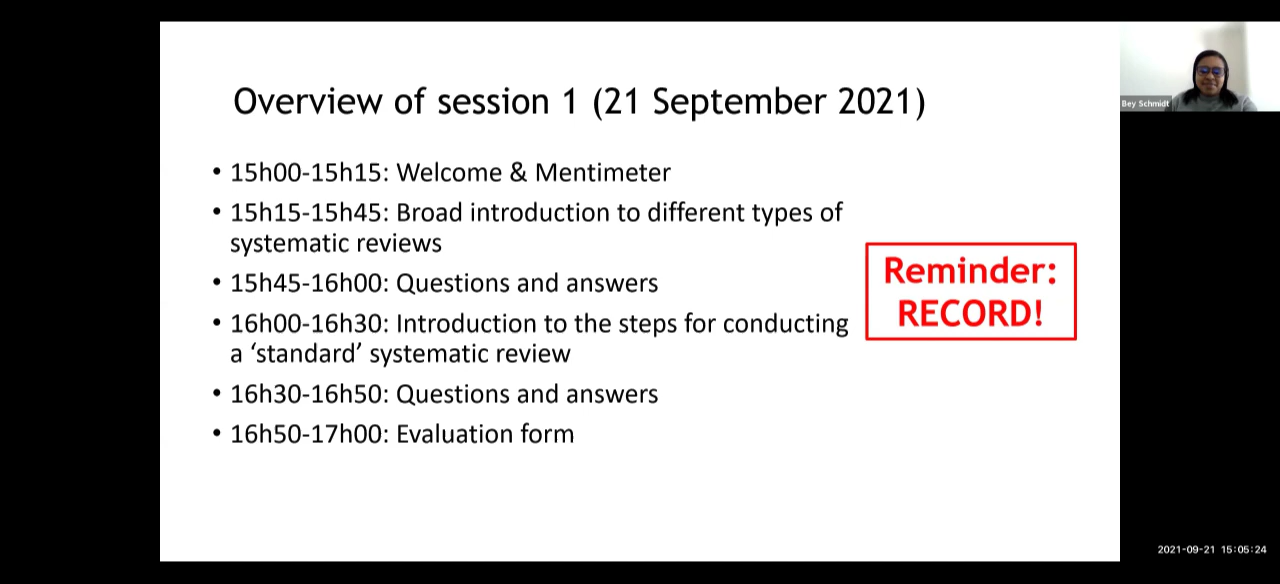 Overview of session 1 (21 September 2021)
• 15h00-15h15: Welcome & Mentimeter
• 15h15-15h45: Broad introduction to different types of
systematic reviews
• 15h45-16h00: Questions and answers
• 16h00-16h30: Introduction to the steps for conducting
a ‘standard’ systematic review
• 16h30-16h50: Questions and answers
• 16h50-17h00: Evaluation form
Reminder:
RECORD!
Bey Schmidt
2021-09-21 15:05:24